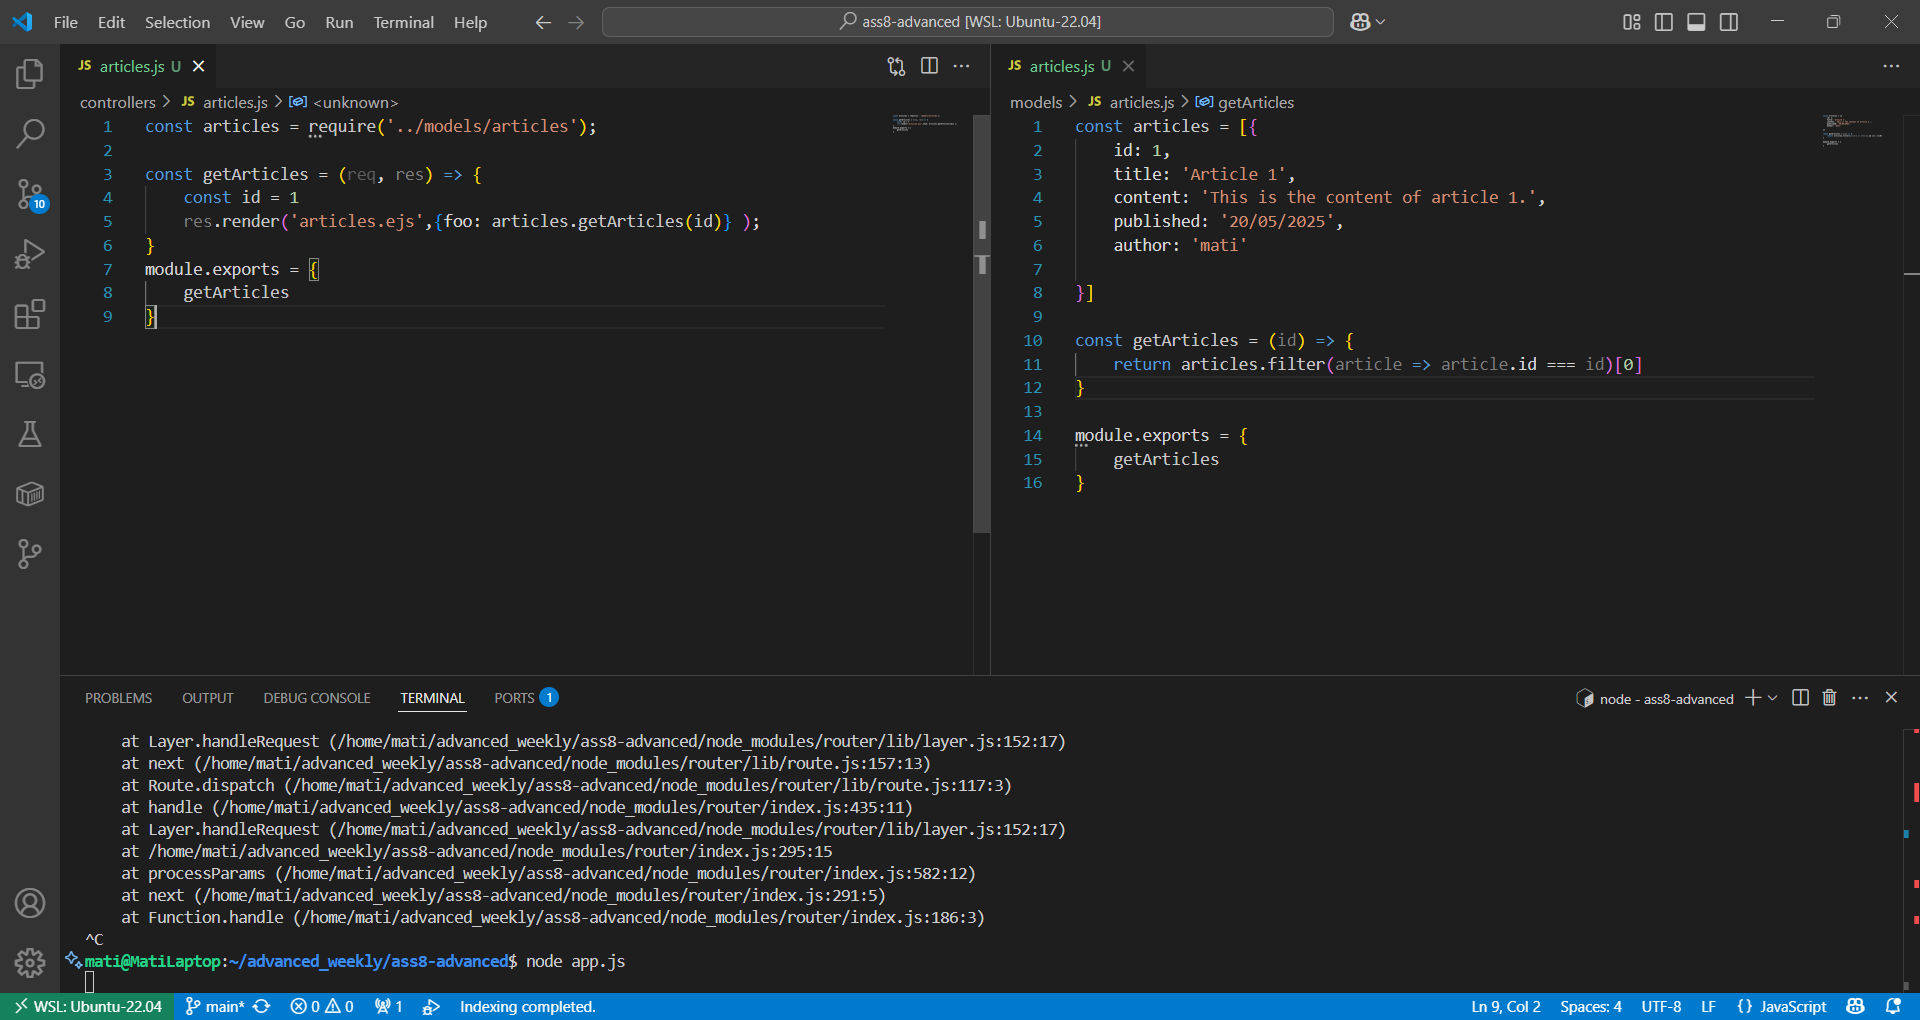 File Edit Selection View Go Run Terminal Help
ass8-advanced [WSL: Ubuntu-22.04]
JS articles.js U
controllers > JS articles.js > <unknown>
1 const articles = require('../models/articles');
2
3 const getArticles = (req, res) => {
4 const id = 1
5 res.render('articles.ejs',{foo: articles.getArticles(id)} );
6 }
7 module.exports = {
8 getArticles
9 }
JS articles.js U
models > JS articles.js > getArticles
1 const articles = [{
2 id: 1,
3 title: 'Article 1',
4 content: 'This is the content of article 1.',
5 published: '20/05/2025',
6 author: 'mati'
7
8 }]
9
10 const getArticles = (id) => {
11 return articles.filter(article => article.id === id)[0]
12 }
13
14 module.exports = {
15 getArticles
16 }
10
PROBLEMS OUTPUT DEBUG CONSOLE TERMINAL PORTS 1
node - ass8-advanced
at Layer.handleRequest (/home/mati/advanced_weekly/ass8-advanced/node_modules/router/lib/layer.js:152:17)
at next (/home/mati/advanced_weekly/ass8-advanced/node_modules/router/lib/route.js:157:13)
at Route.dispatch (/home/mati/advanced_weekly/ass8-advanced/node_modules/router/lib/route.js:117:3)
at handle (/home/mati/advanced_weekly/ass8-advanced/node_modules/router/index.js:435:11)
at Layer.handleRequest (/home/mati/advanced_weekly/ass8-advanced/node_modules/router/lib/layer.js:152:17)
at /home/mati/advanced_weekly/ass8-advanced/node_modules/router/index.js:295:15
at processParams (/home/mati/advanced_weekly/ass8-advanced/node_modules/router/index.js:582:12)
at next (/home/mati/advanced_weekly/ass8-advanced/node_modules/router/index.js:291:5)
at Function.handle (/home/mati/advanced_weekly/ass8-advanced/node_modules/router/index.js:186:3)
^C
mati@MatiLaptop:~/advanced_weekly/ass8-advanced$ node app.js
WSL: Ubuntu-22.04 main* 0 0 1 Indexing completed. Ln 9, Col 2 Spaces: 4 UTF-8 LF {} JavaScript